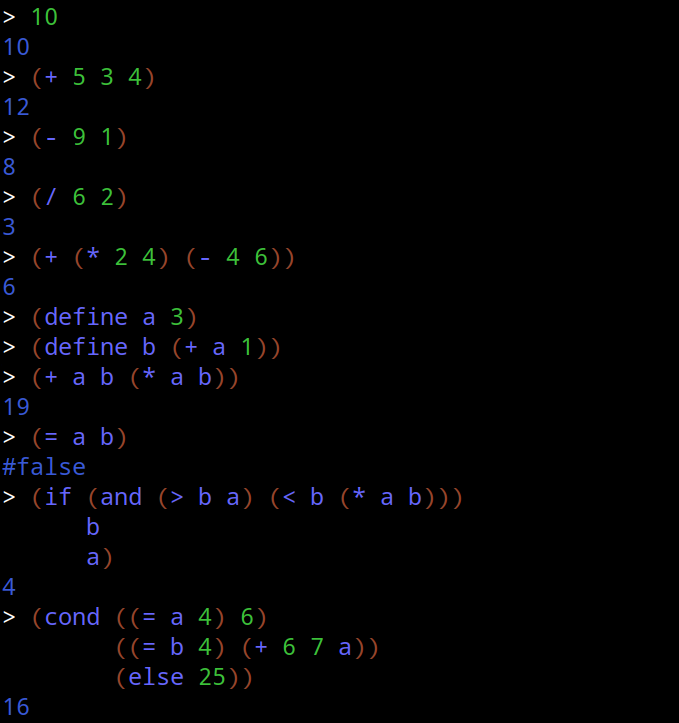 > 10
10
> (+ 5 3 4)
12
> (- 9 1)
8
> (/ 6 2)
3
> (+ (* 2 4) (- 4 6))
6
> (define a 3)
> (define b (+ a 1))
> (+ a b (* a b))
19
> (= a b)
#false
> (if (and (> b a) (< b (* a b)))
      b
      a)
4
> (cond ((= a 4) 6)
        ((= b 4) (+ 6 7 a))
        (else 25))
16